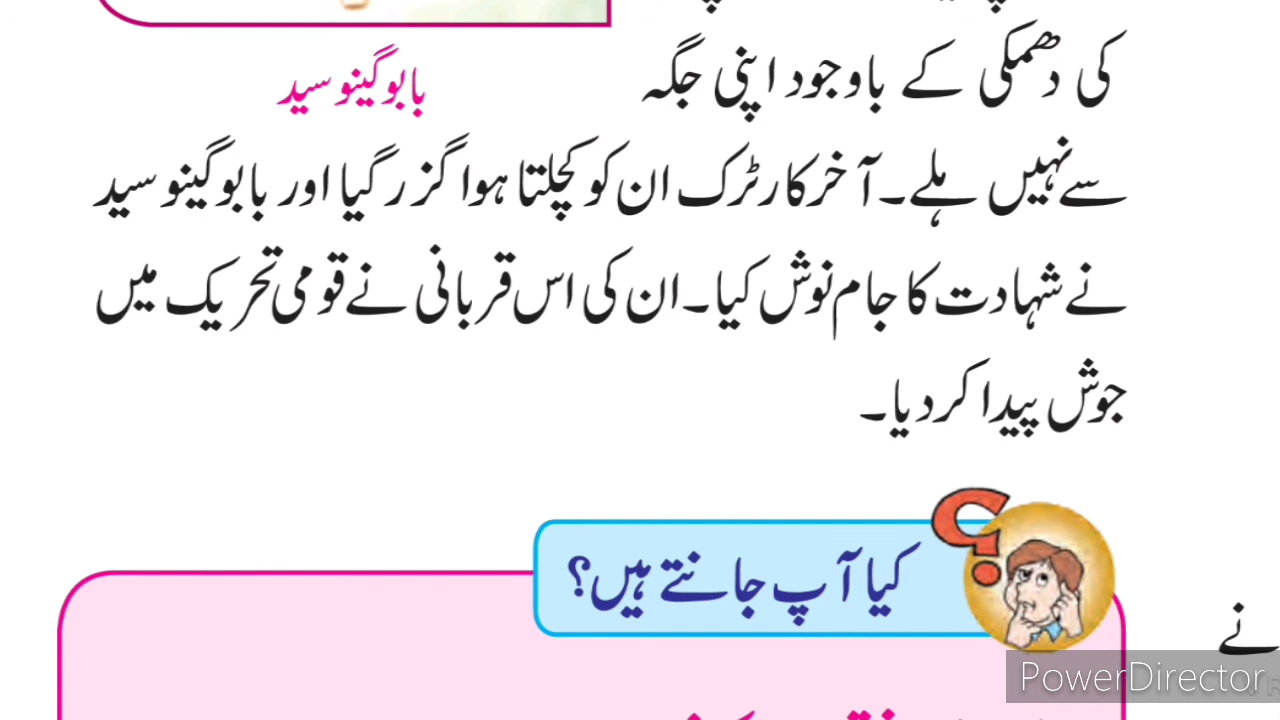 کی دھمکی کے باوجود اپنی جگہ
بابو گینو سید
سے نہیں ہلے۔ آخر کار ٹرک ان کو کچلتا ہوا گزر گیا اور بابو گینو سید
نے شہادت کا جام نوش کیا۔ ان کی اس قربانی نے قومی تحریک میں
جوش پیدا کر دیا۔
کیا آپ جانتے ہیں؟
نے
PowerDirector